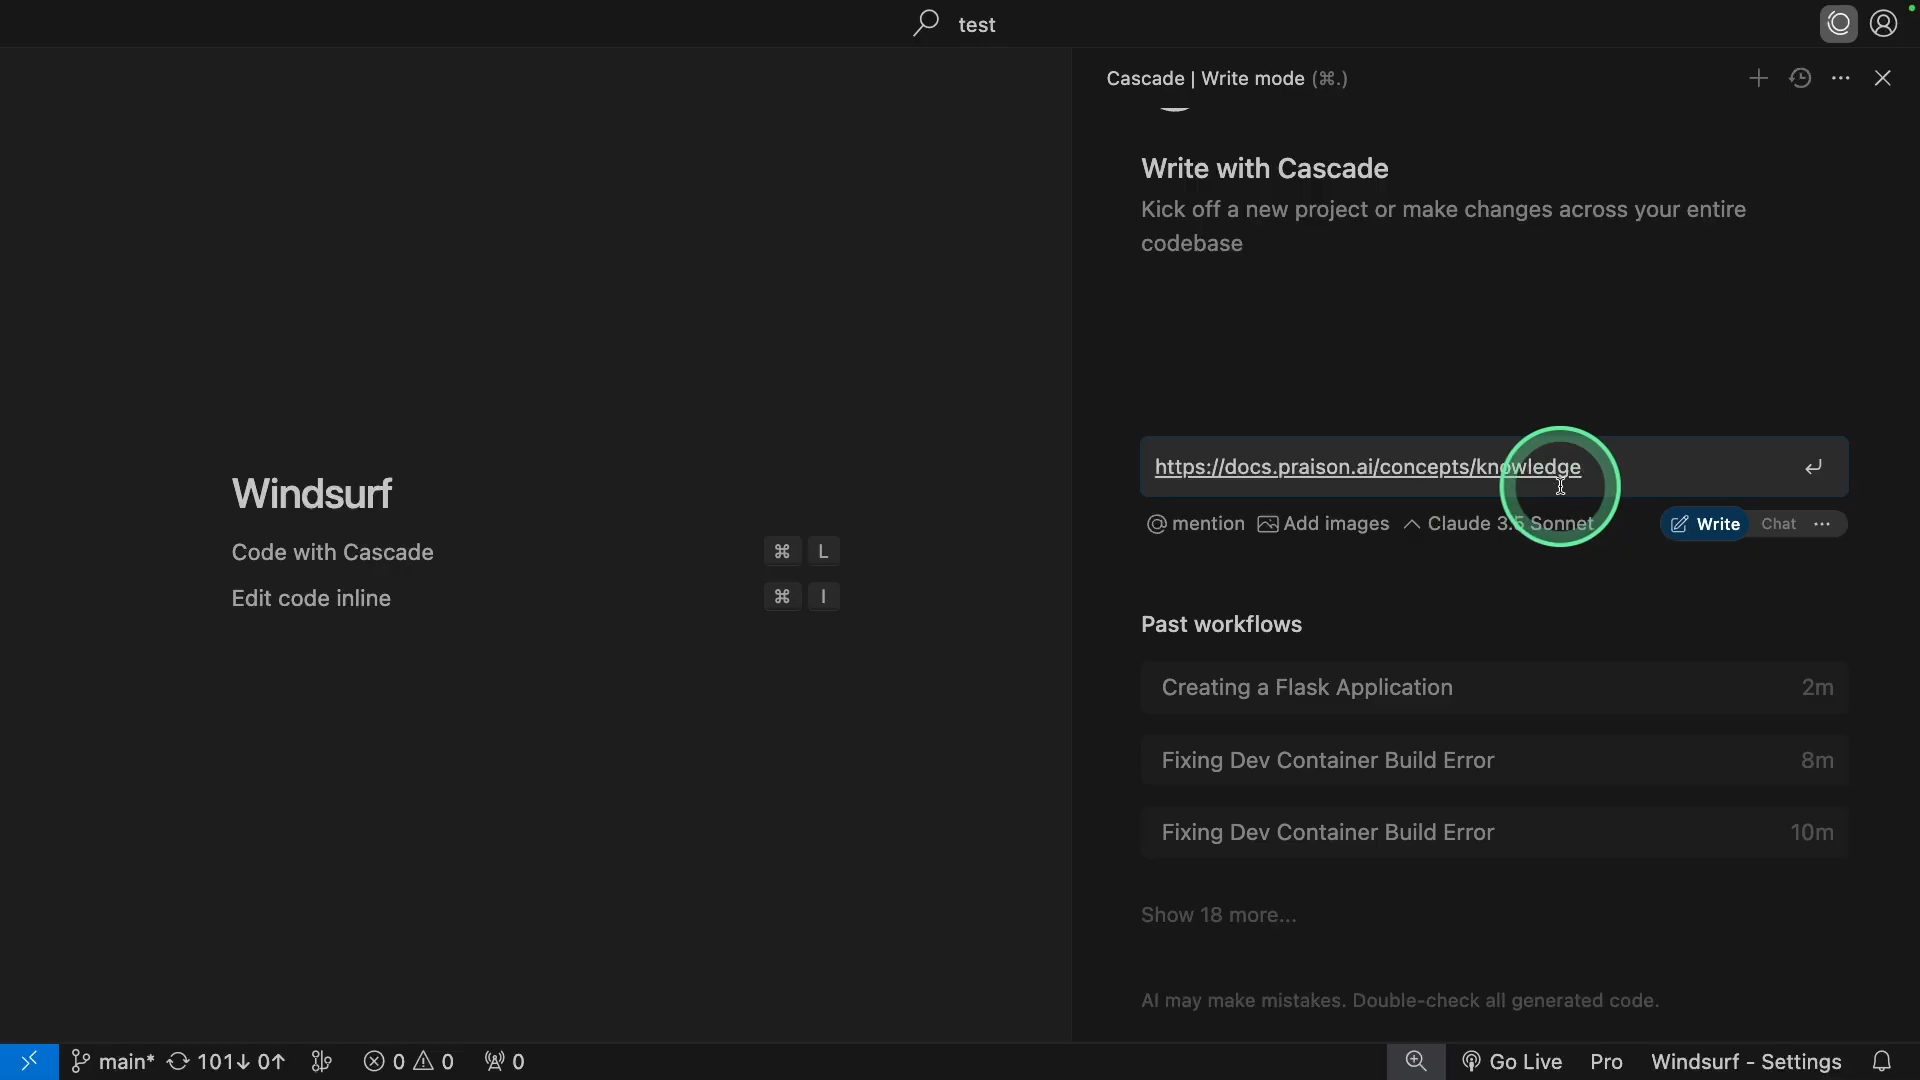 test
Cascade | Write mode (⌘.)
Write with Cascade
Kick off a new project or make changes across your entire
codebase
https://docs.praison.ai/concepts/knowledge
@ mention Add images Claude 3.5 Sonnet Write Chat ...
Windsurf
Code with Cascade ⌘ L
Edit code inline ⌘ I
Past workflows
Creating a Flask Application 2m
Fixing Dev Container Build Error 8m
Fixing Dev Container Build Error 10m
Show 18 more...
AI may make mistakes. Double-check all generated code.
main* 101↓ 0↑ 0 0 0 Go Live Pro Windsurf - Settings